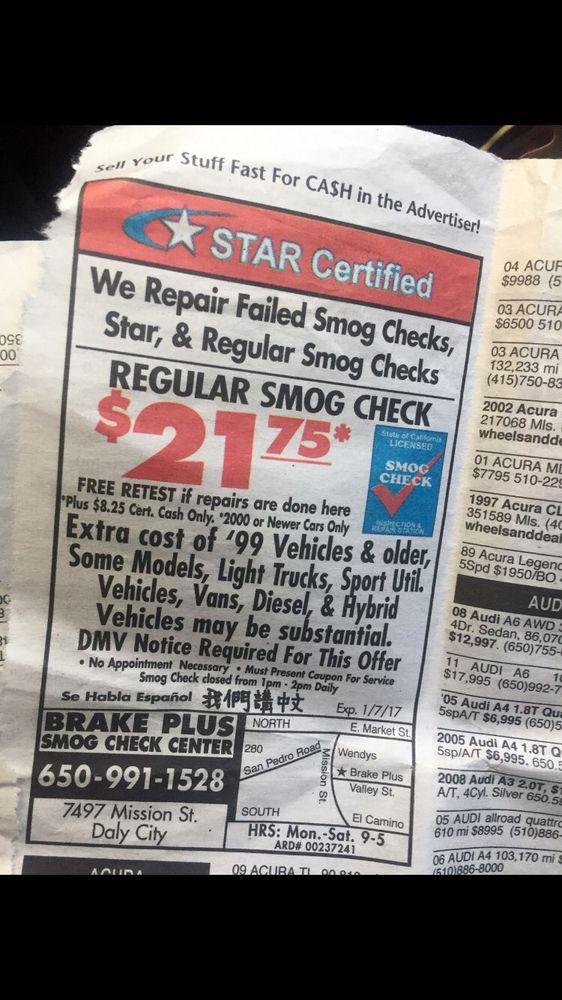 Sell Your Stuff Fast For CA$H in the Advertiser!
STAR Certified
We Repair Failed Smog Checks,
Star, & Regular Smog Checks
REGULAR SMOG CHECK
$21 75*
State of California
LICENSED
SMOG
CHECK
INSPECTION &
REPAIR STATION
FREE RETEST if repairs are done here
*Plus $8.25 Cert. Cash Only. *2000 or Newer Cars Only
Extra cost of '99 Vehicles & older,
Some Models, Light Trucks, Sport Util.
Vehicles, Vans, Diesel, & Hybrid
Vehicles may be substantial.
DMV Notice Required For This Offer
• No Appointment Necessary • Must Present Coupon For Service
Smog Check closed from 1pm - 2pm Daily
Se Habla Español 我們講中文 Exp. 1/7/17
BRAKE PLUS
SMOG CHECK CENTER
650-991-1528
7497 Mission St.
Daly City
NORTH
E. Market St.
280
San Pedro Road
Mission St.
Wendys
★ Brake Plus
Valley St.
SOUTH
El Camino
HRS: Mon.-Sat. 9-5
ARD# 00237241
04 ACUR
$9988 (5
03 ACURA
$6500 510
03 ACURA
132,233 mi
(415)750-83
2002 Acura
217068 Mls.
wheelsandde
01 ACURA
$7795 510-229
1997 Acura CL
351589 Mls. (40
wheelsanddeal
89 Acura Legend
5Spd $1950/BO
AUD
08 Audi A6 AWD
4Dr. Sedan, 86,070
$12,997. (650)755-
11 AUDI A6
$17,995 (650)992-7
'05 Audi A4 1.8T Qua
5spA/T $6,995 (650)5
2005 Audi A4 1.8T Q
5sp/A/T $6,995. 650.5
2008 Audi A3 2.0T, $1
A/T, 4Cyl. Silver 650.58
05 AUDI allroad quattro
610 mi $8995 (510)886-
06 AUDI A4 103,170 mi
(510)886-8000
ACURA
09 ACURA TL